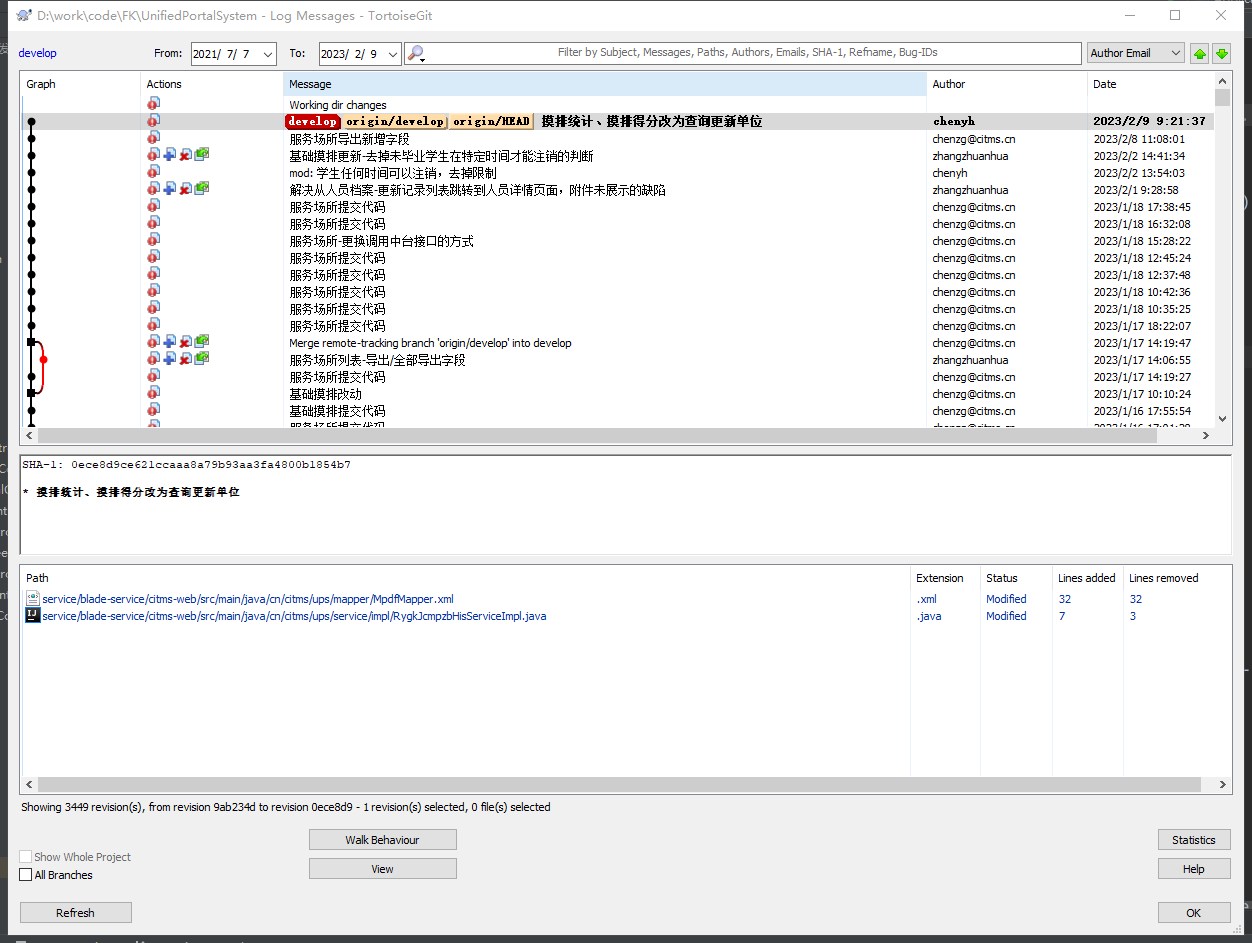 D:\work\code\FK\UnifiedPortalSystem - Log Messages - TortoiseGit
develop From: 2021/ 7/ 7 To: 2023/ 2/ 9 Filter by Subject, Messages, Paths, Authors, Emails, SHA-1, Refname, Bug-IDs Author Email
Graph Actions Message Author Date
Working dir changes
develop origin/develop origin/HEAD 摸排统计、摸排得分改为查询更新单位 chenyh 2023/2/9 9:21:37
服务场所导出新增字段 chenzg@citms.cn 2023/2/8 11:08:01
基础摸排更新-去掉未毕业学生在特定时间才能注销的判断 zhangzhuanhua 2023/2/2 14:41:34
mod: 学生任何时间可以注销，去掉限制 chenyh 2023/2/2 13:54:03
解决从人员档案-更新记录列表跳转到人员详情页面，附件未展示的缺陷 zhangzhuanhua 2023/2/1 9:28:58
服务场所提交代码 chenzg@citms.cn 2023/1/18 17:38:45
服务场所提交代码 chenzg@citms.cn 2023/1/18 16:32:08
服务场所-更换调用中台接口的方式 chenzg@citms.cn 2023/1/18 15:28:22
服务场所提交代码 chenzg@citms.cn 2023/1/18 12:45:24
服务场所提交代码 chenzg@citms.cn 2023/1/18 12:37:48
服务场所提交代码 chenzg@citms.cn 2023/1/18 10:42:36
服务场所提交代码 chenzg@citms.cn 2023/1/18 10:35:25
服务场所提交代码 chenzg@citms.cn 2023/1/17 18:22:07
Merge remote-tracking branch 'origin/develop' into develop chenzg@citms.cn 2023/1/17 14:19:47
服务场所列表-导出/全部导出字段 zhangzhuanhua 2023/1/17 14:06:55
服务场所提交代码 chenzg@citms.cn 2023/1/17 14:19:27
基础摸排改动 chenzg@citms.cn 2023/1/17 10:10:24
基础摸排提交代码 chenzg@citms.cn 2023/1/16 17:55:54
SHA-1: 0ece8d9ce621ccaaa8a79b93aa3fa4800b1854b7
* 摸排统计、摸排得分改为查询更新单位
Path Extension Status Lines added Lines removed
service/blade-service/citms-web/src/main/java/cn/citms/ups/mapper/MpdfMapper.xml .xml Modified 32 32
service/blade-service/citms-web/src/main/java/cn/citms/ups/service/impl/RygkJcmpzbHisServiceImpl.java .java Modified 7 3
Showing 3449 revision(s), from revision 9ab234d to revision 0ece8d9 - 1 revision(s) selected, 0 file(s) selected
Walk Behaviour Statistics
Show Whole Project
View Help
All Branches
Refresh OK